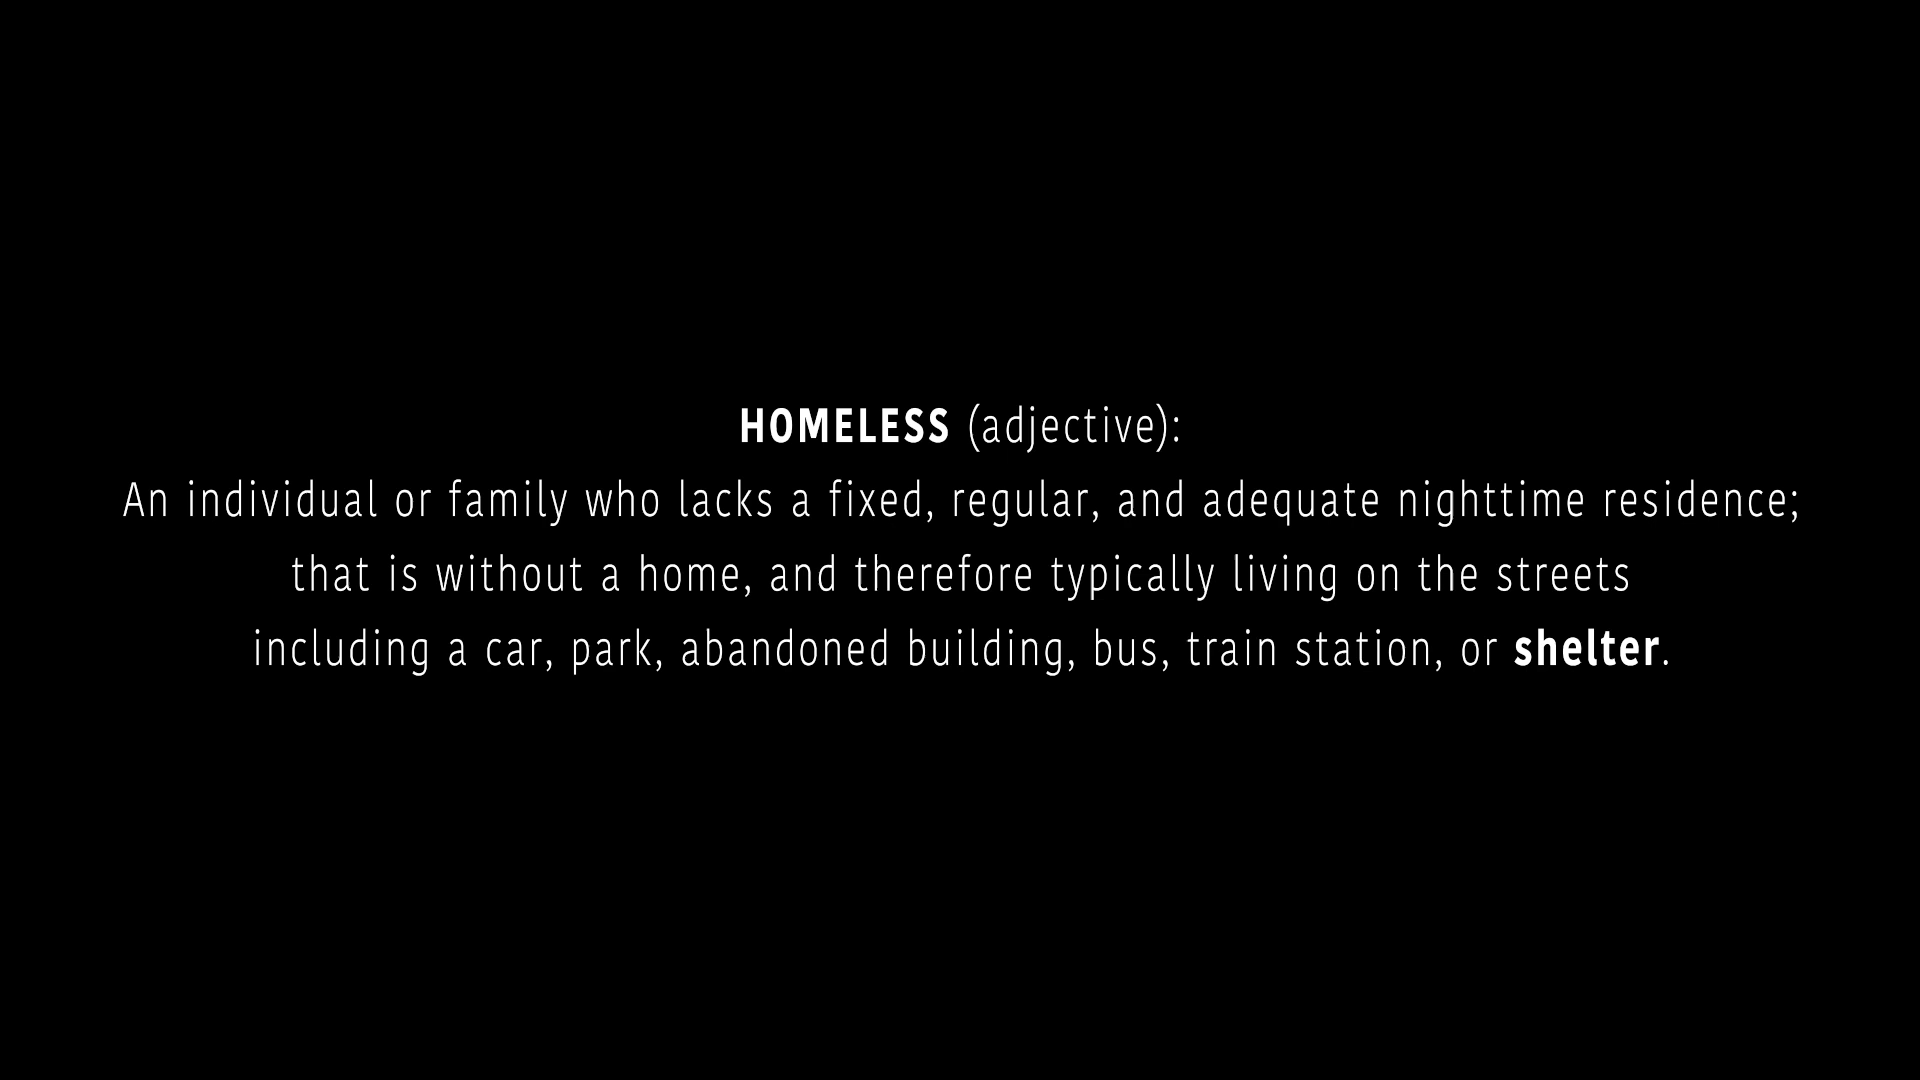 HOMELESS (adjective):
An individual or family who lacks a fixed, regular, and adequate nighttime residence;
that is without a home, and therefore typically living on the streets
including a car, park, abandoned building, bus, train station, or shelter.